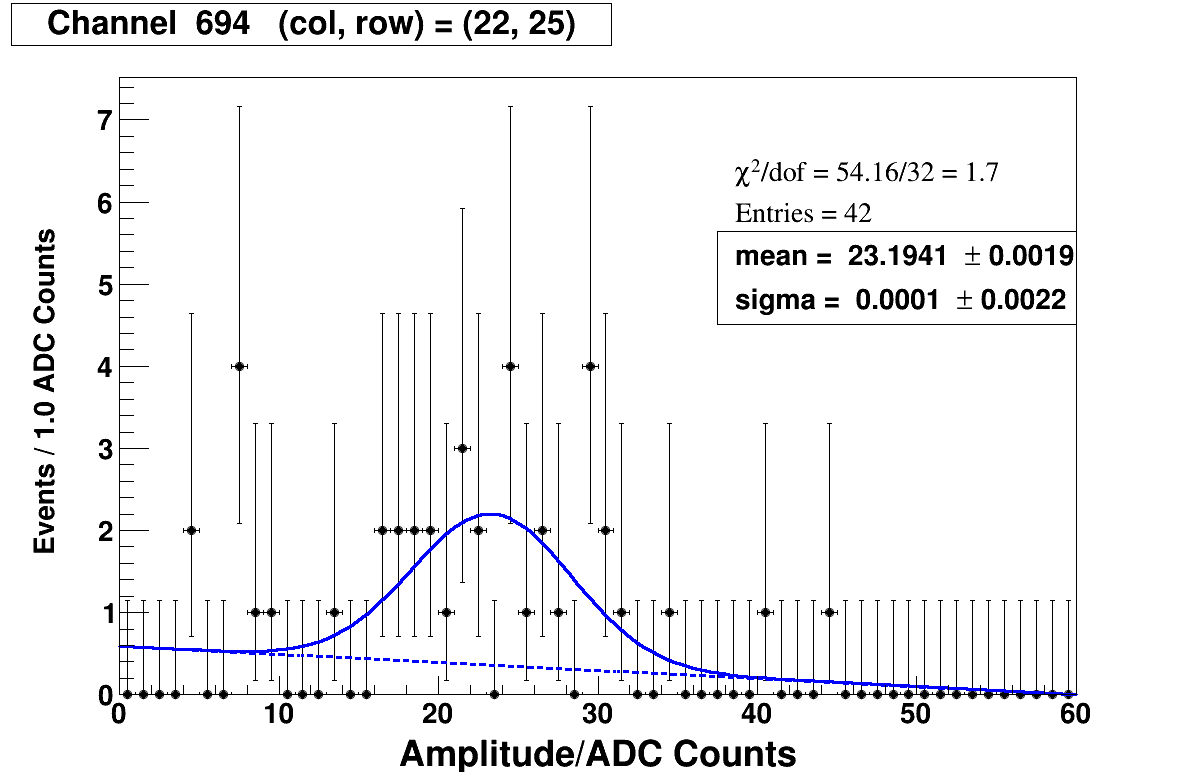 Channel 694 (col, row) = (22, 25)
χ²/dof = 54.16/32 = 1.7
Entries = 42
mean = 23.1941 ± 0.0019
sigma = 0.0001 ± 0.0022
Events / 1.0 ADC Counts
7
6
5
4
3
2
1
0
0 10 20 30 40 50 60
Amplitude/ADC Counts